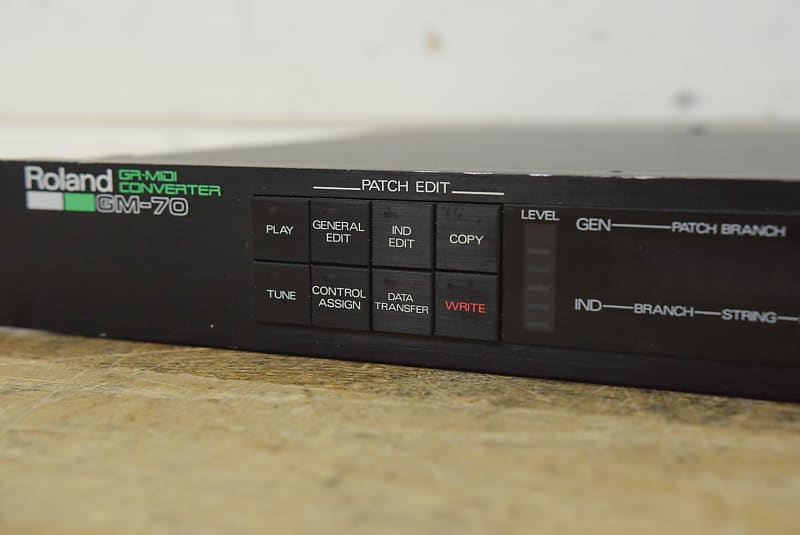 Roland
GR-MIDI
CONVERTER
GM-70
PATCH EDIT
PLAY
GENERAL
EDIT
IND
EDIT
COPY
TUNE
CONTROL
ASSIGN
DATA
TRANSFER
WRITE
LEVEL
GEN PATCH BRANCH
IND BRANCH STRING